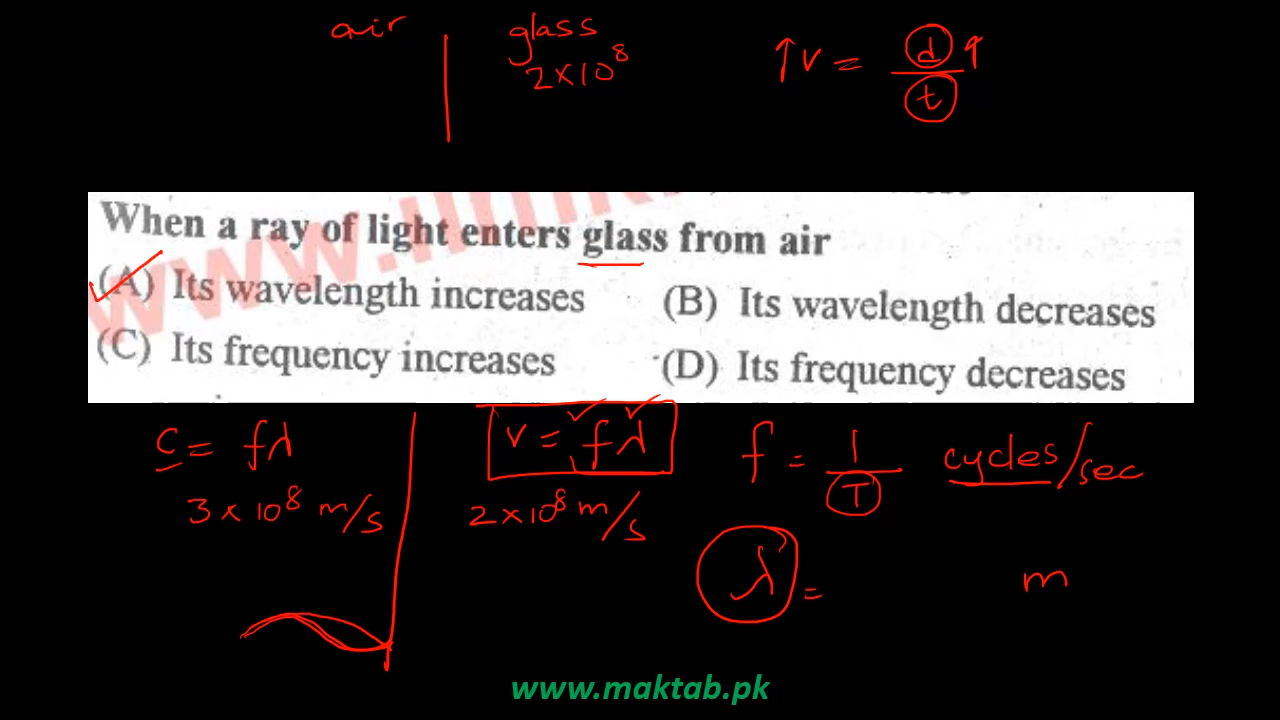 air
glass
2×10⁸
↑v = d↑ / t
When a ray of light enters glass from air
(A) Its wavelength increases
(B) Its wavelength decreases
(C) Its frequency increases
(D) Its frequency decreases
c = fλ
3 × 10⁸ m/s
v = fλ
2×10⁸ m/s
f = 1/T
cycles/sec
λ =
m
www.maktab.pk